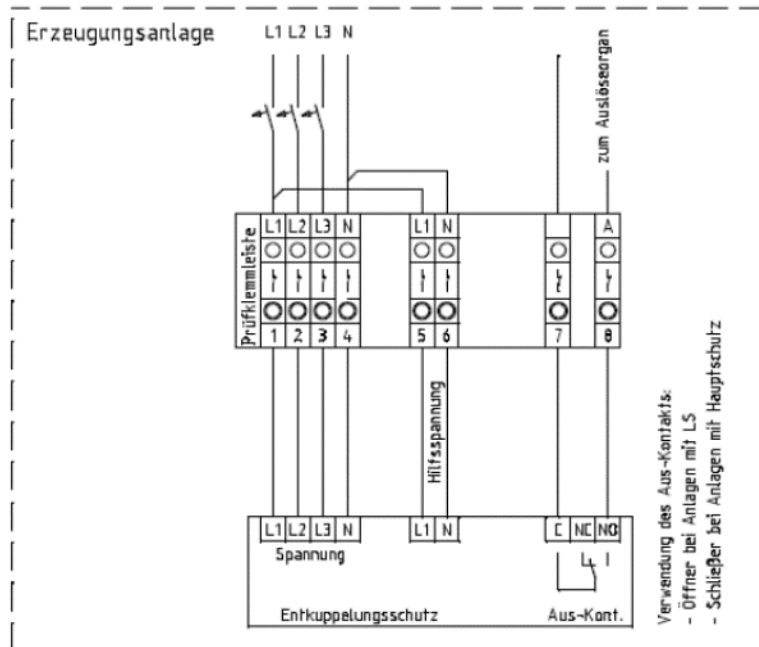 Erzeugungsanlage
L1 L2 L3 N
zum Auslöseorgan
Prüfklemmleiste
L1 L2 L3 N L1 N A
1 2 3 4 5 6 7 8
Hilfsspannung
L1 L2 L3 N L1 N C NC NO
Spannung
Entkuppelungsschutz Aus-Kont.
Verwendung des Aus-Kontakts:
- Öffner bei Anlagen mit LS
- Schließer bei Anlagen mit Hauptschutz